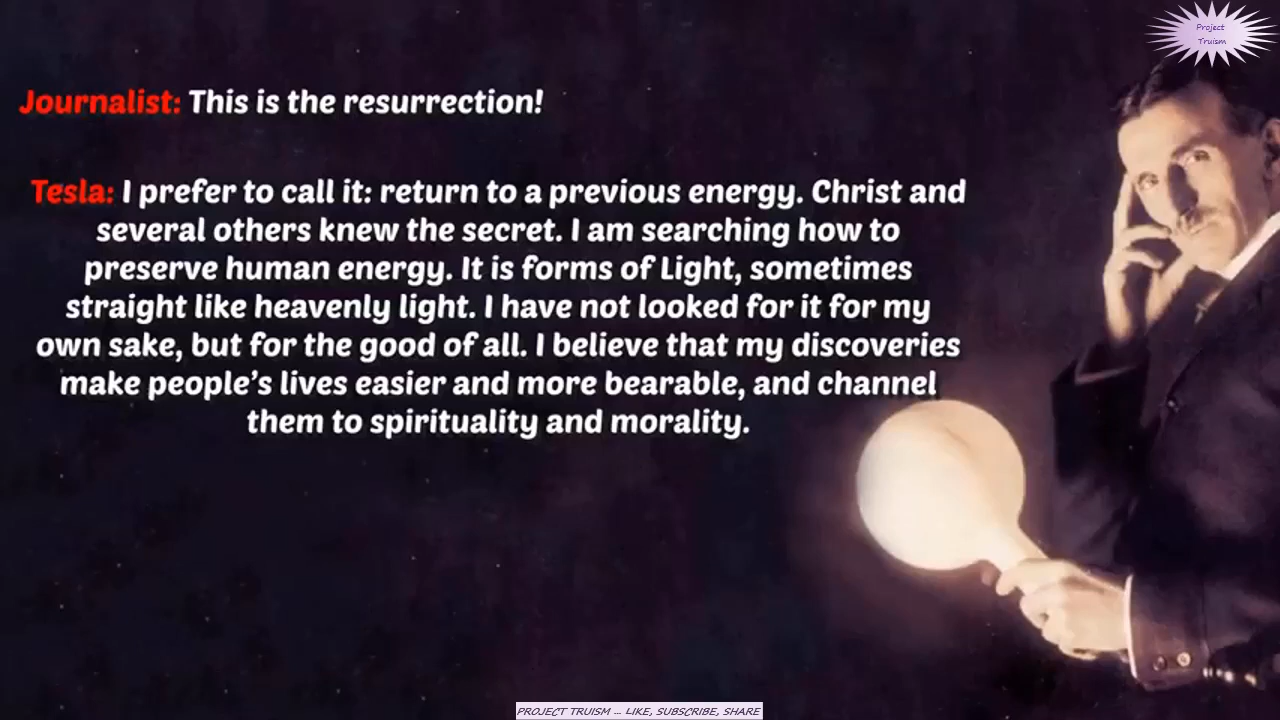 Project
Truism
Journalist: This is the resurrection!
Tesla: I prefer to call it: return to a previous energy. Christ and
several others knew the secret. I am searching how to
preserve human energy. It is forms of Light, sometimes
straight like heavenly light. I have not looked for it for my
own sake, but for the good of all. I believe that my discoveries
make people's lives easier and more bearable, and channel
them to spirituality and morality.
PROJECT TRUISM ... LIKE, SUBSCRIBE, SHARE